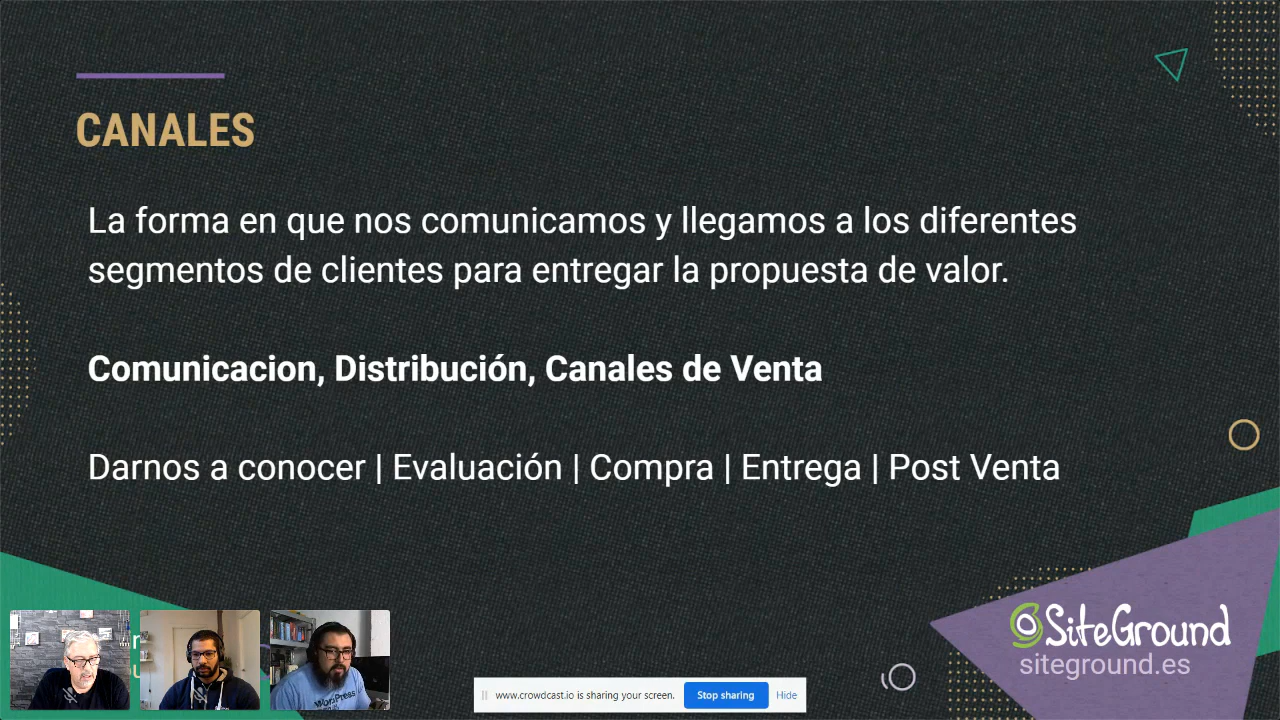 CANALES
La forma en que nos comunicamos y llegamos a los diferentes
segmentos de clientes para entregar la propuesta de valor.
Comunicacion, Distribución, Canales de Venta
Darnos a conocer | Evaluación | Compra | Entrega | Post Venta
SiteGround
siteground.es
WordPress
www.crowdcast.io is sharing your screen.
Stop sharing
Hide